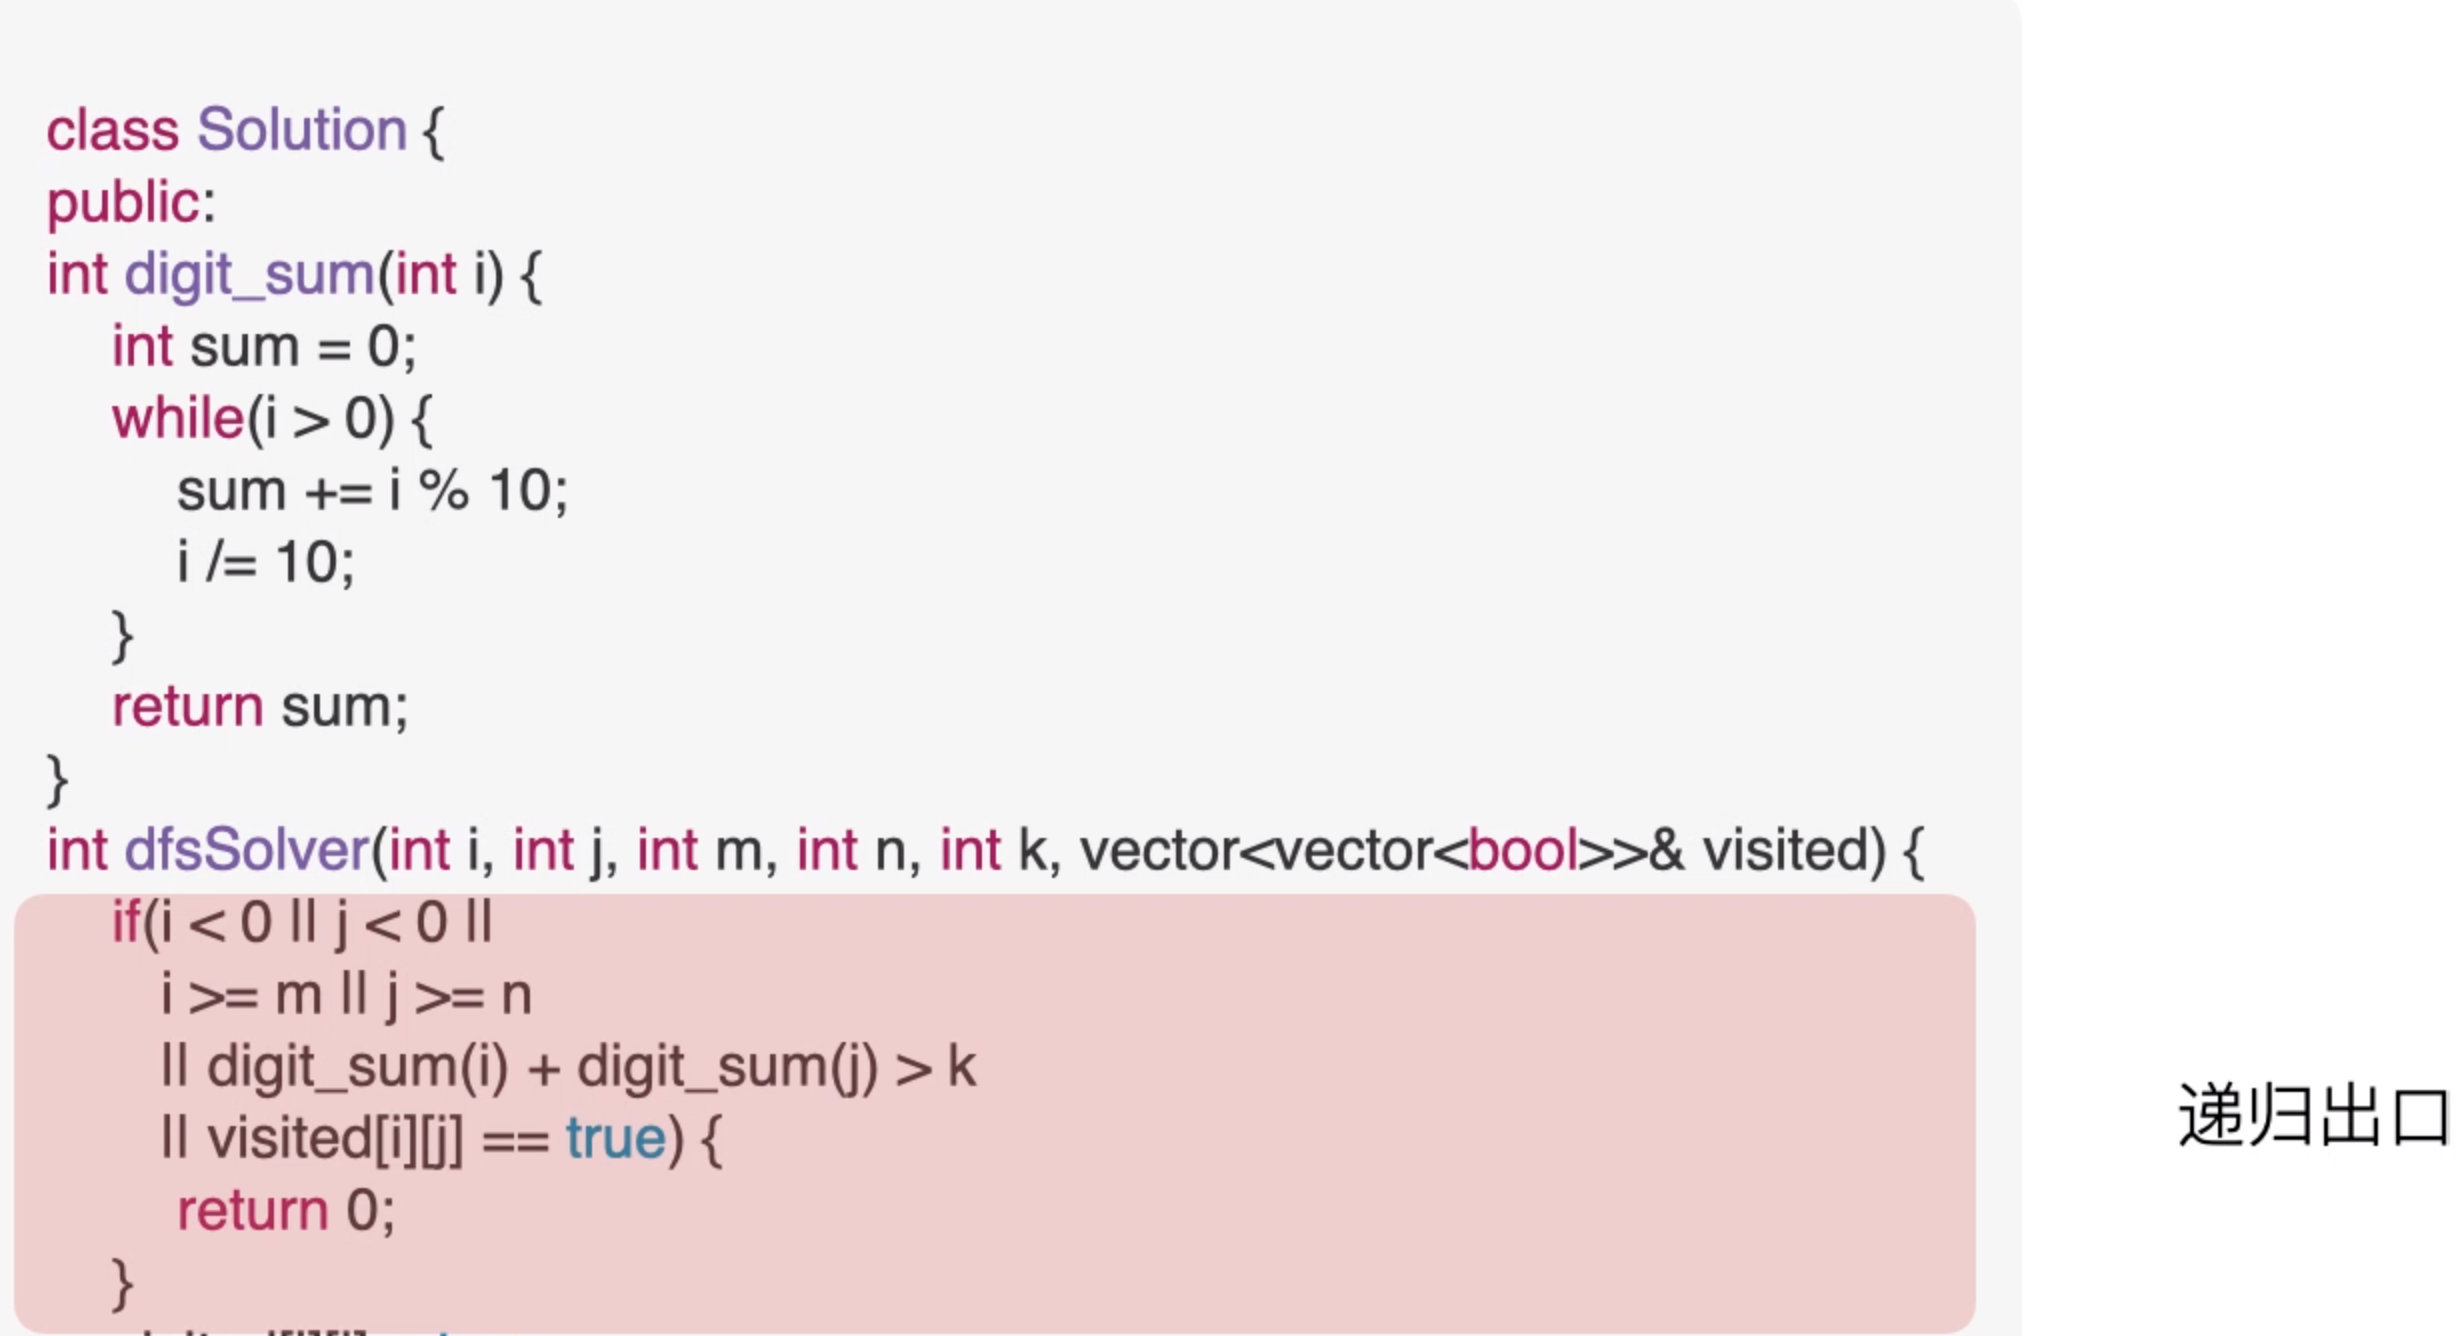 class Solution {
public:
int digit_sum(int i) {
int sum = 0;
while(i > 0) {
sum += i % 10;
i /= 10;
}
return sum;
}
int dfsSolver(int i, int j, int m, int n, int k, vector<vector<bool>>& visited) {
if(i < 0 || j < 0 ||
i >= m || j >= n
|| digit_sum(i) + digit_sum(j) > k
|| visited[i][j] == true) {
return 0;
}
递归出口